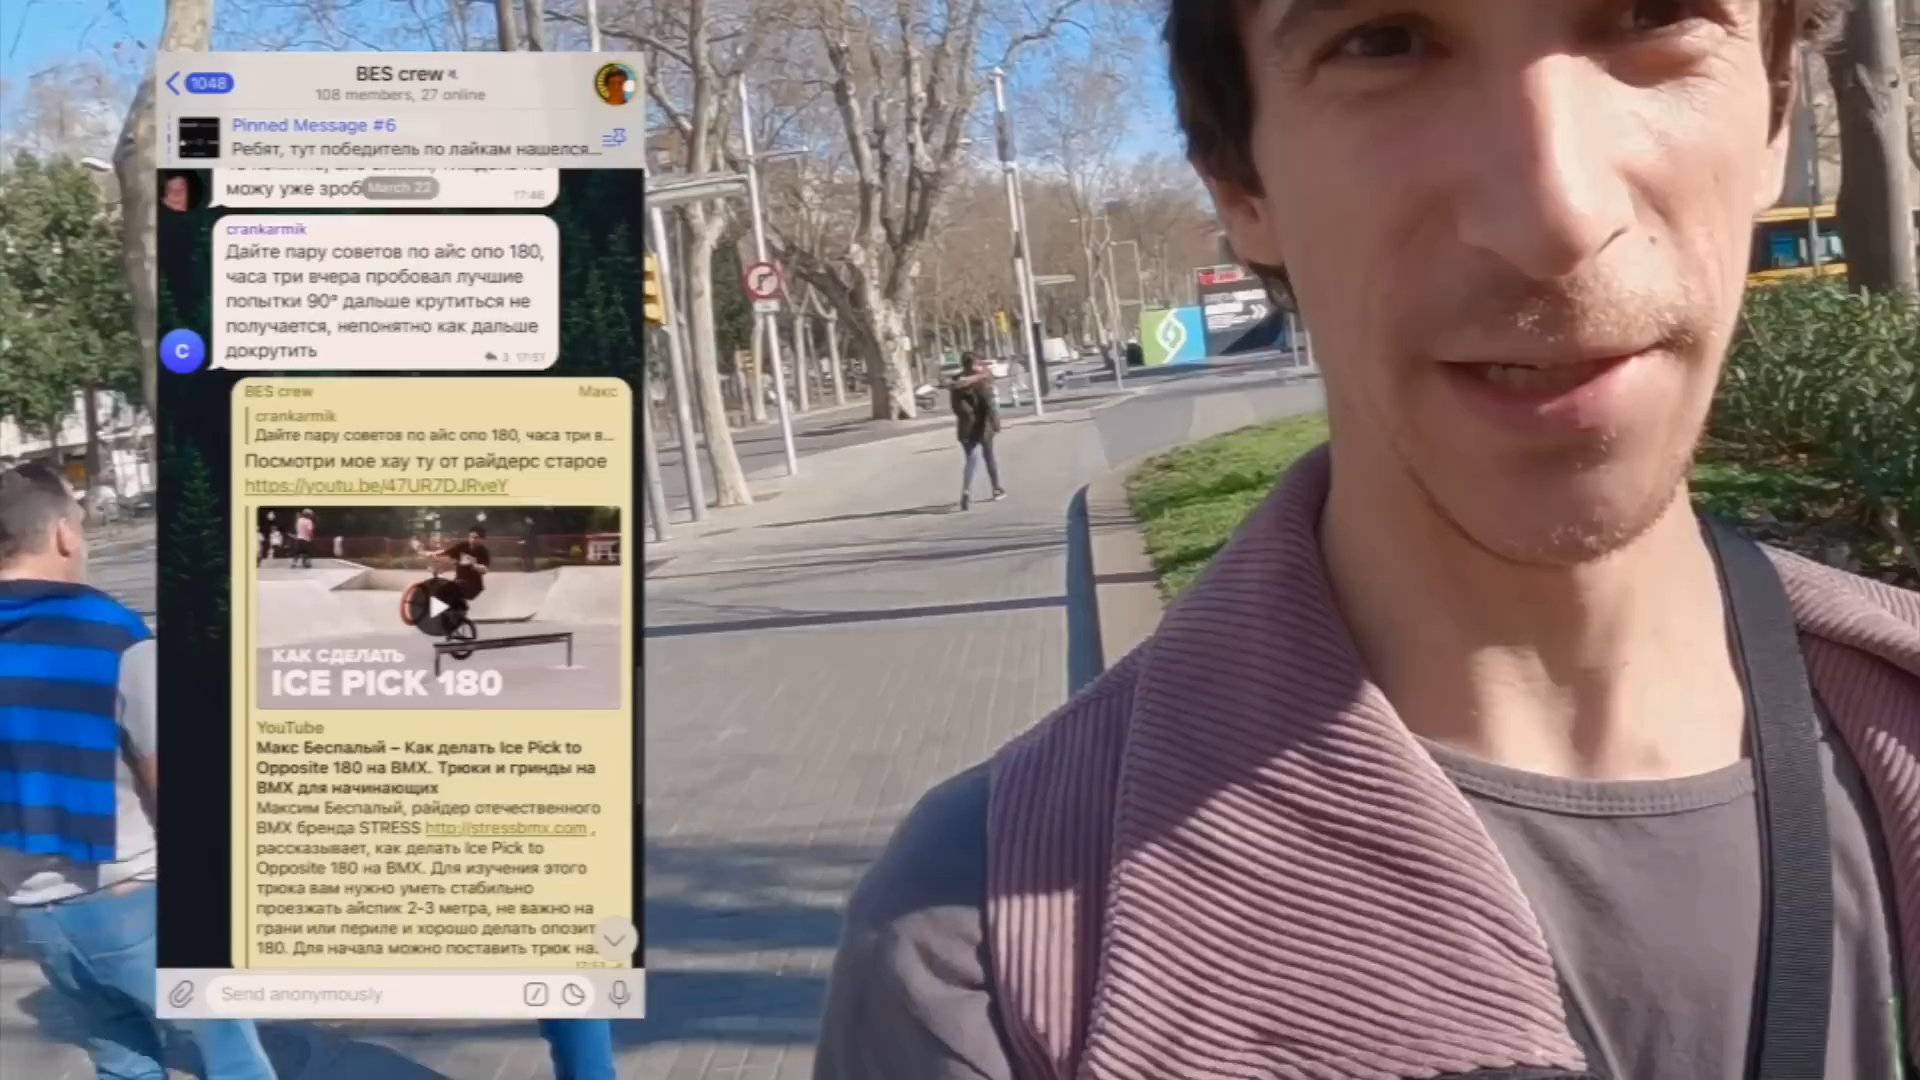 1048
BES crew
108 members, 27 online
Pinned Message #6
Ребят, тут победитель по лайкам нашелся...
можу уже зроб
March 22
17:46
crankarmik
Дайте пару советов по айс опо 180,
часа три вчера пробовал лучшие
попытки 90° дальше крутиться не
получается, непонятно как дальше
докрутить
3 17:51
C
BES crew Макс
crankarmik
Дайте пару советов по айс опо 180, часа три в...
Посмотри мое хау ту от райдерс старое
https://youtu.be/47UR7DJRveY
КАК СДЕЛАТЬ
ICE PICK 180
YouTube
Макс Беспалый – Как делать Ice Pick to
Opposite 180 на BMX. Трюки и гринды на
BMX для начинающих
Максим Беспалый, райдер отечественного
BMX бренда STRESS http://stressbmx.com ,
рассказывает, как делать Ice Pick to
Opposite 180 на BMX. Для изучения этого
трюка вам нужно уметь стабильно
проезжать айспик 2-3 метра, не важно на
грани или периле и хорошо делать опозит
180. Для начала можно поставить трюк на
Send anonymously